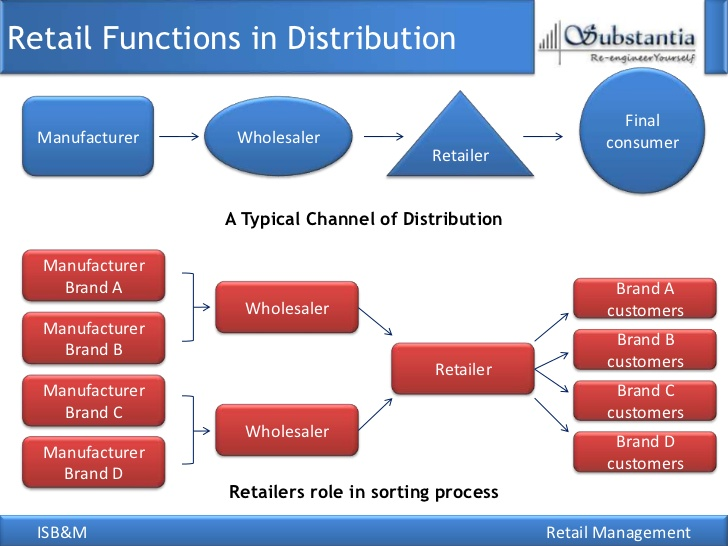 Retail Functions in Distribution
Substantia
Re-engineerYourself
Manufacturer
Wholesaler
Retailer
Final
consumer
A Typical Channel of Distribution
Manufacturer
Brand A
Manufacturer
Brand B
Manufacturer
Brand C
Manufacturer
Brand D
Wholesaler
Wholesaler
Retailer
Brand A
customers
Brand B
customers
Brand C
customers
Brand D
customers
Retailers role in sorting process
ISB&M
Retail Management